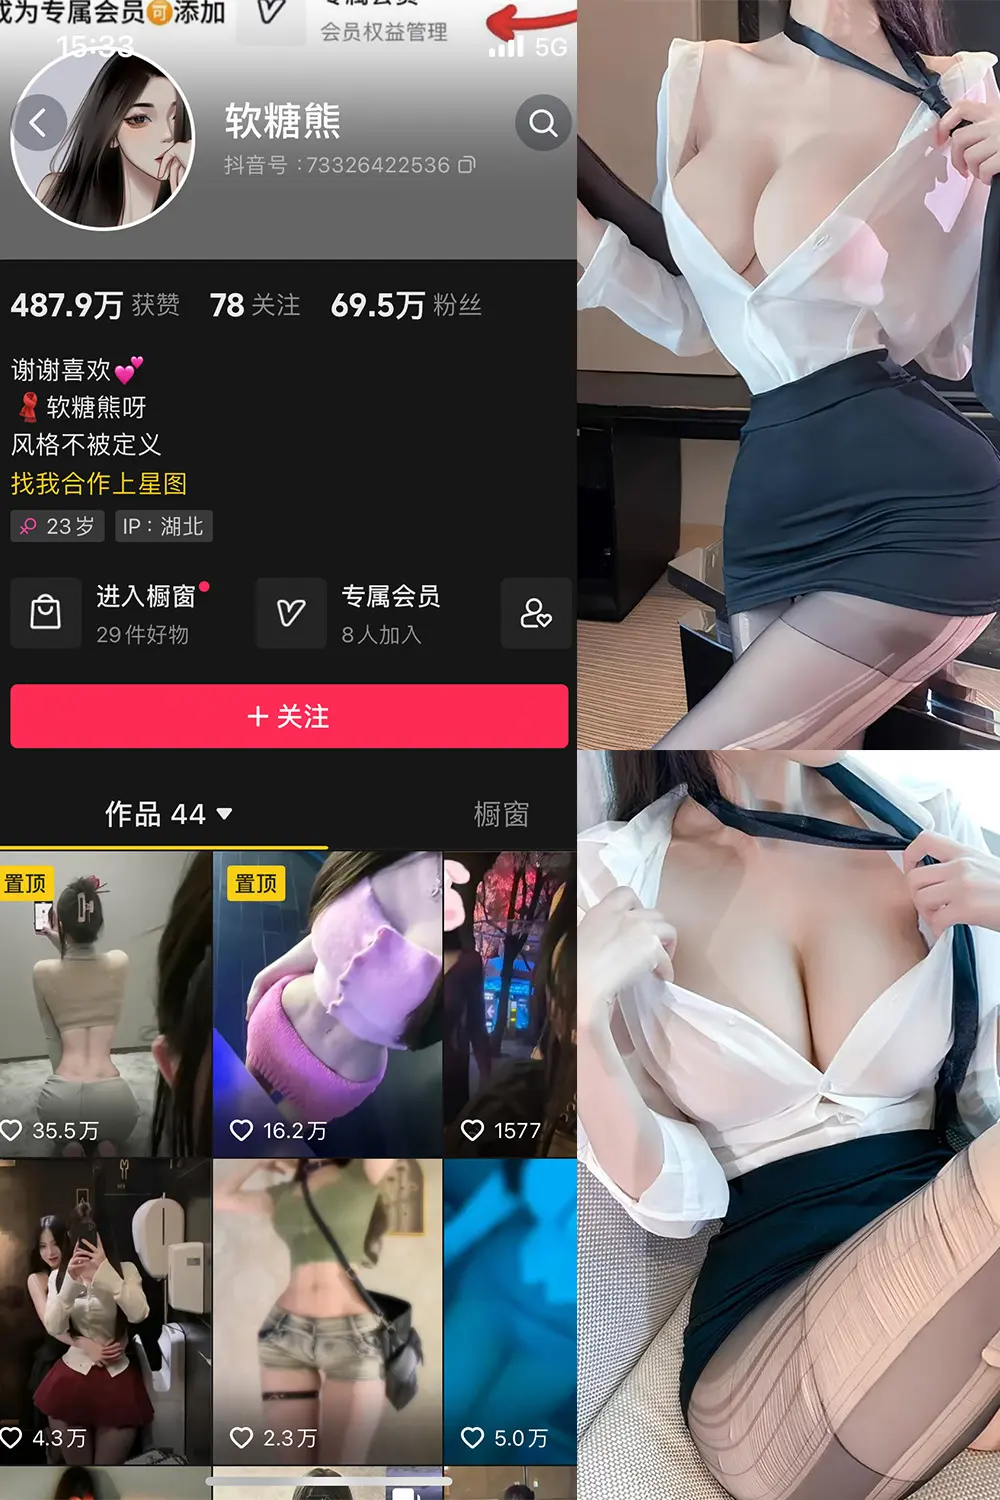 成为专属会员可添加
会员权益管理
15:33
5G
软糖熊
抖音号：73326422536
487.9万 获赞 78 关注 69.5万 粉丝
谢谢喜欢💕
🧣软糖熊呀
风格不被定义
找我合作上星图
23岁 IP：湖北
进入橱窗
29件好物
专属会员
8人加入
+ 关注
作品 44
橱窗
置顶
置顶
35.5万
16.2万
1577
4.3万
2.3万
5.0万